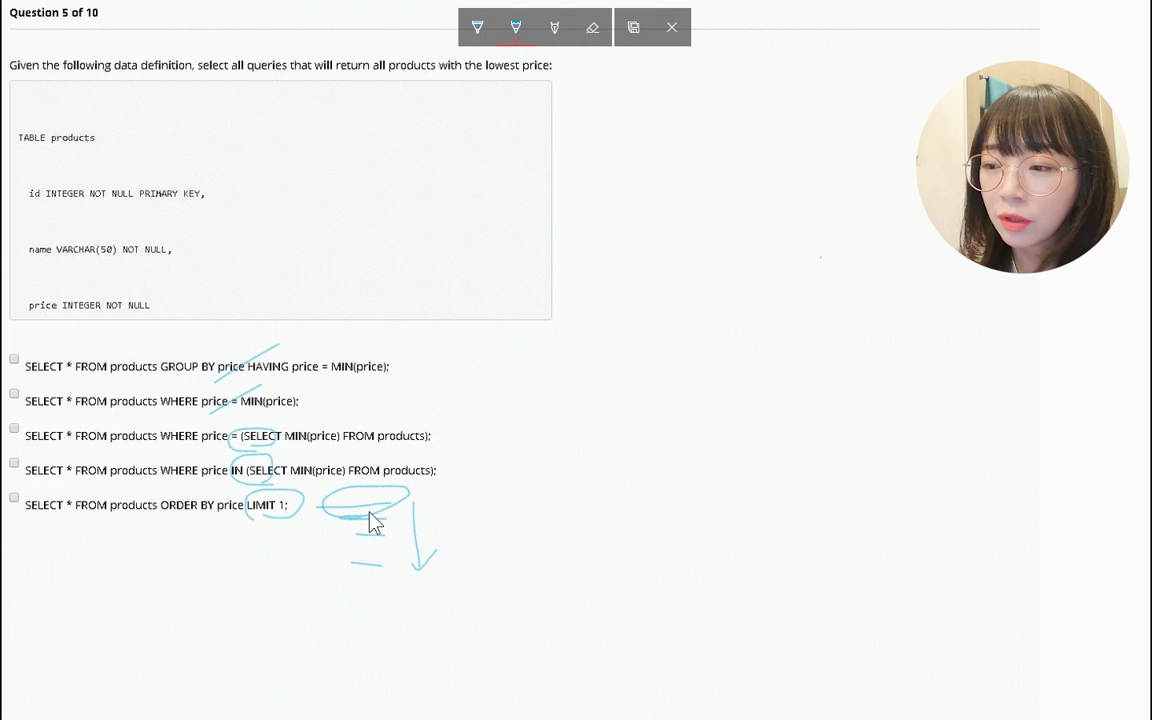 Question 5 of 10
Given the following data definition, select all queries that will return all products with the lowest price:
TABLE products
id INTEGER NOT NULL PRIMARY KEY,
name VARCHAR(50) NOT NULL,
price INTEGER NOT NULL
SELECT * FROM products GROUP BY price HAVING price = MIN(price);
SELECT * FROM products WHERE price = MIN(price);
SELECT * FROM products WHERE price = (SELECT MIN(price) FROM products);
SELECT * FROM products WHERE price IN (SELECT MIN(price) FROM products);
SELECT * FROM products ORDER BY price LIMIT 1;